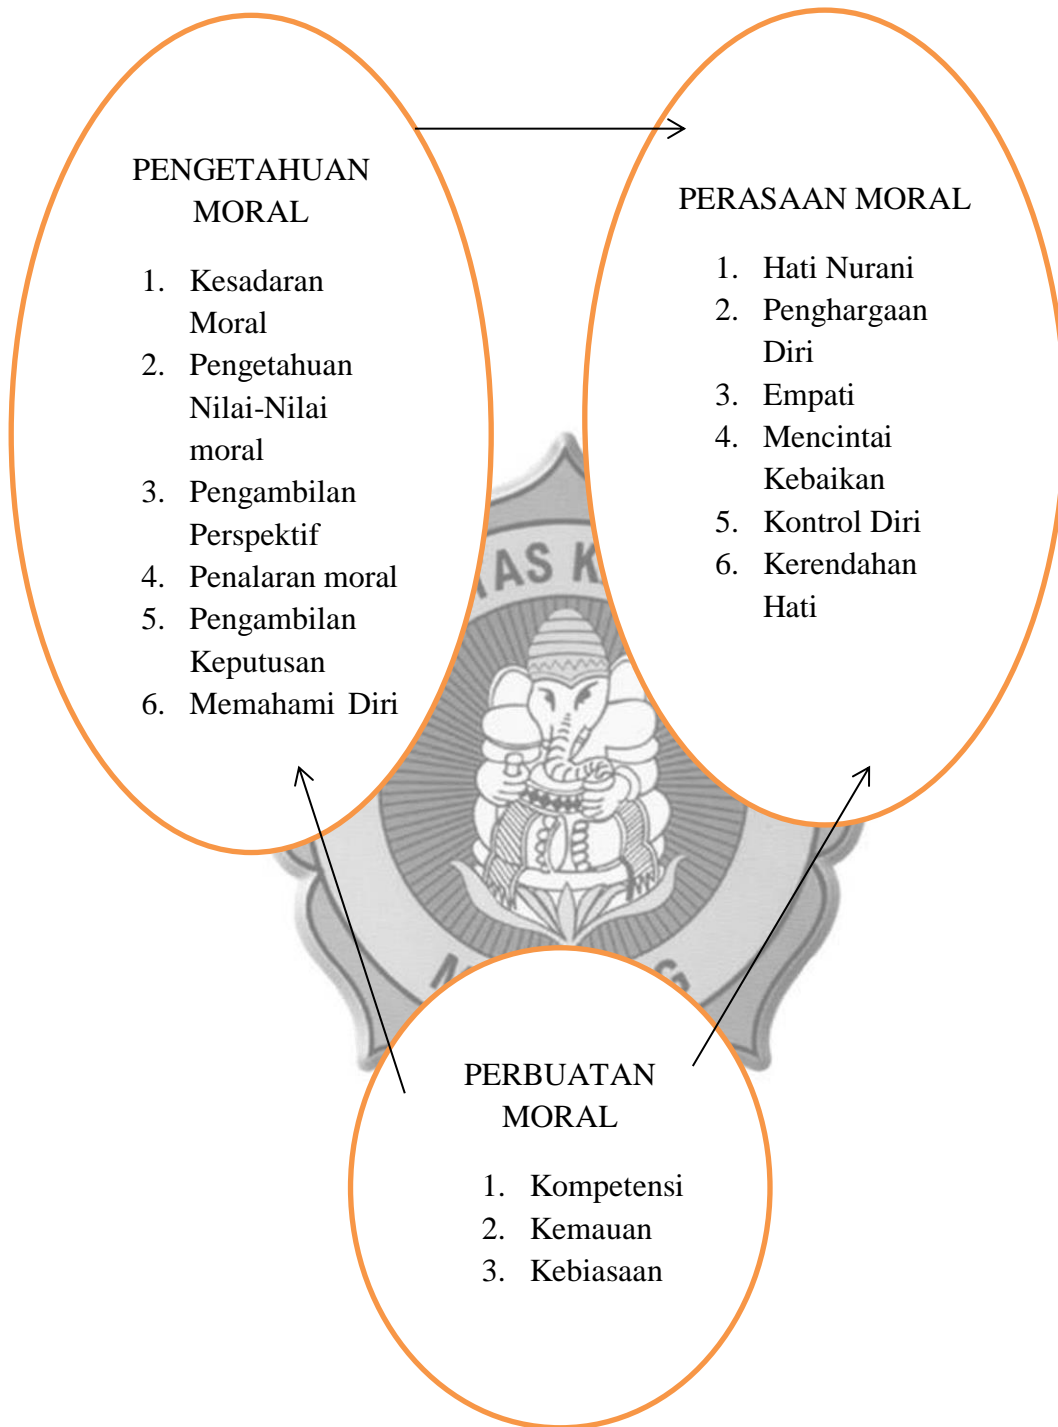 PENGETAHUAN
MORAL
1. Kesadaran
Moral
2. Pengetahuan
Nilai-Nilai
moral
3. Pengambilan
Perspektif
4. Penalaran moral
5. Pengambilan
Keputusan
6. Memahami Diri
PERASAAN MORAL
1. Hati Nurani
2. Penghargaan
Diri
3. Empati
4. Mencintai
Kebaikan
5. Kontrol Diri
6. Kerendahan
Hati
TAS K
PERBUATAN
MORAL
1. Kompetensi
2. Kemauan
3. Kebiasaan